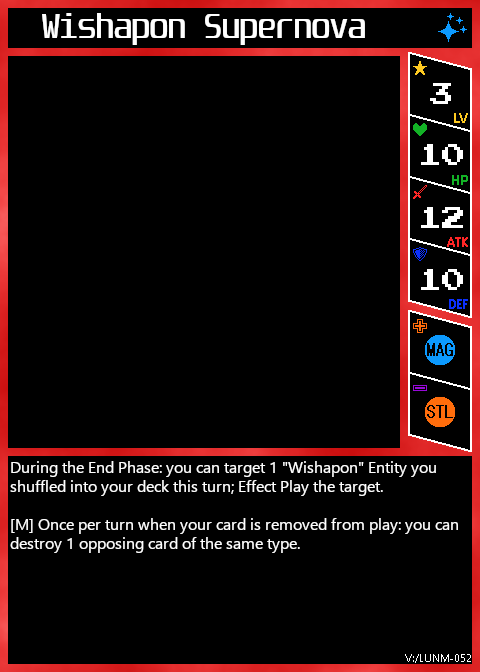 Wishapon Supernova
3
LV
10
HP
12
ATK
10
DEF
MAG
STL
During the End Phase: you can target 1 "Wishapon" Entity you
shuffled into your deck this turn; Effect Play the target.
[M] Once per turn when your card is removed from play: you can
destroy 1 opposing card of the same type.
V:/LUNM-052